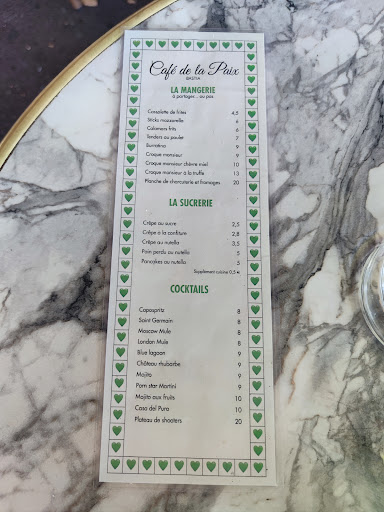 Café de la Paix
BASTIA
LA MANGERIE
à partager... ou pas
Cassolette de frites 4,5
Sticks mozzarella 6
Calamars frits 6
Tenders au poulet 7
Burratina 9
Croque monsieur 9
Croque monsieur chèvre miel 10
Croque monsieur à la truffe 13
Planche de charcuterie et fromages 20
LA SUCRERIE
Crêpe au sucre 2,5
Crêpe à la confiture 2,8
Crêpe au nutella 3,5
Pain perdu au nutella 5
Pancakes au nutella 5
Supplément cuisine 0,5 €
COCKTAILS
Capuspritz 8
Saint Germain 8
Moscow Mule 8
London Mule 8
Blue lagoon 9
Château rhubarbe 9
Mojito 9
Porn star Martini 9
Mojito aux fruits 10
Casa del Pura 10
Plateau de shooters 20